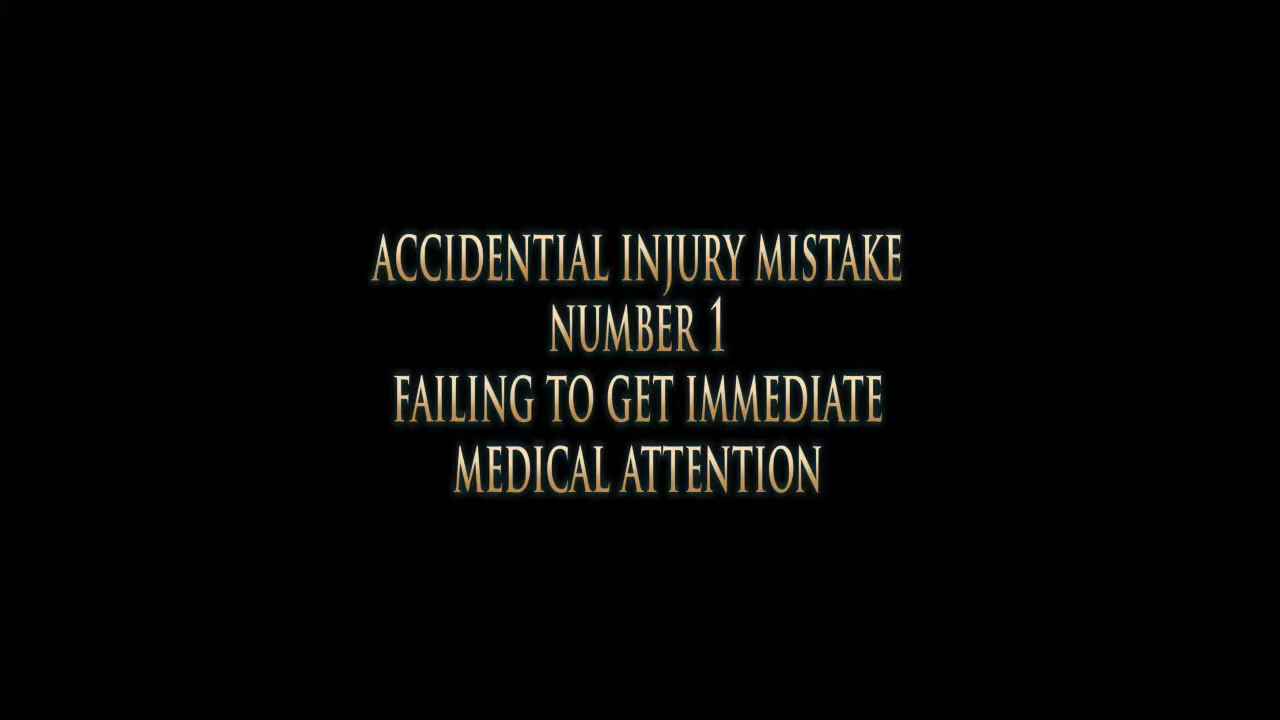 ACCIDENTIAL INJURY MISTAKE
NUMBER 1
FAILING TO GET IMMEDIATE
MEDICAL ATTENTION